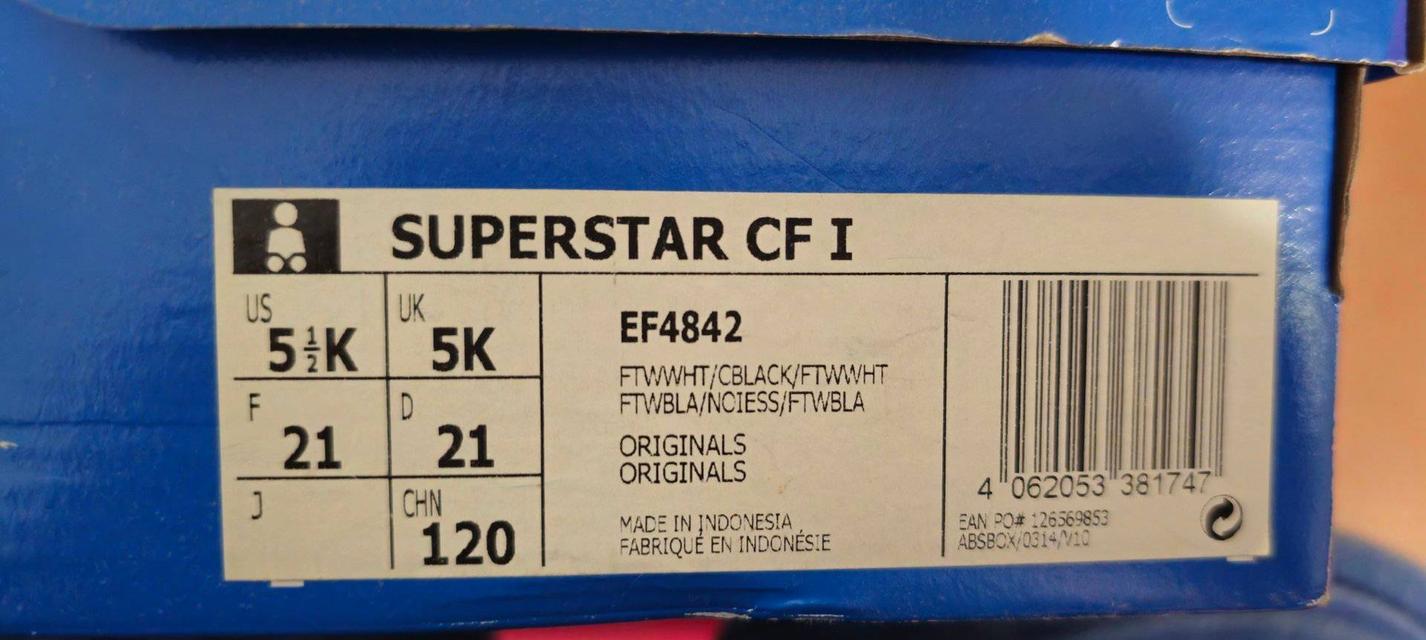 SUPERSTAR CF I
US
5½K
UK
5K
F
21
D
21
J
CHN
120
EF4842
FTWWHT/CBLACK/FTWWHT
FTWBLA/NOIESS/FTWBLA
ORIGINALS
ORIGINALS
MADE IN INDONESIA
FABRIQUÉ EN INDONÉSIE
4 062053 381747
EAN PO# 126569853
ABSBOX/0314/V10